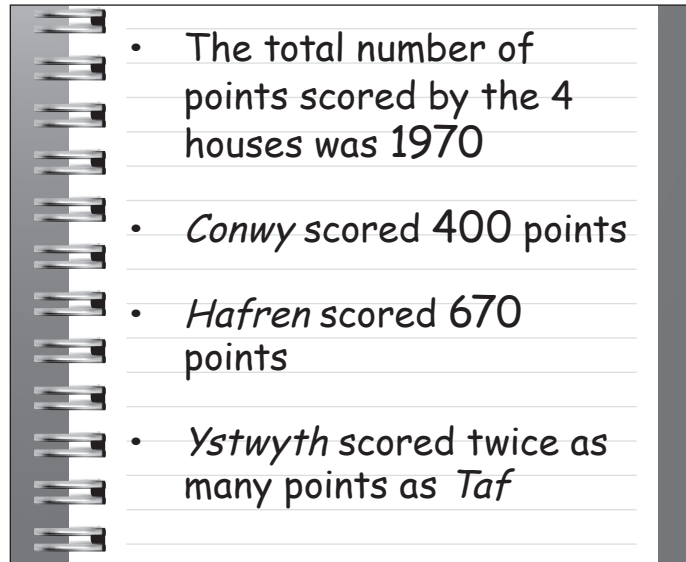 • The total number of
points scored by the 4
houses was 1970
• Conwy scored 400 points
• Hafren scored 670
points
• Ystwyth scored twice as
many points as Taf